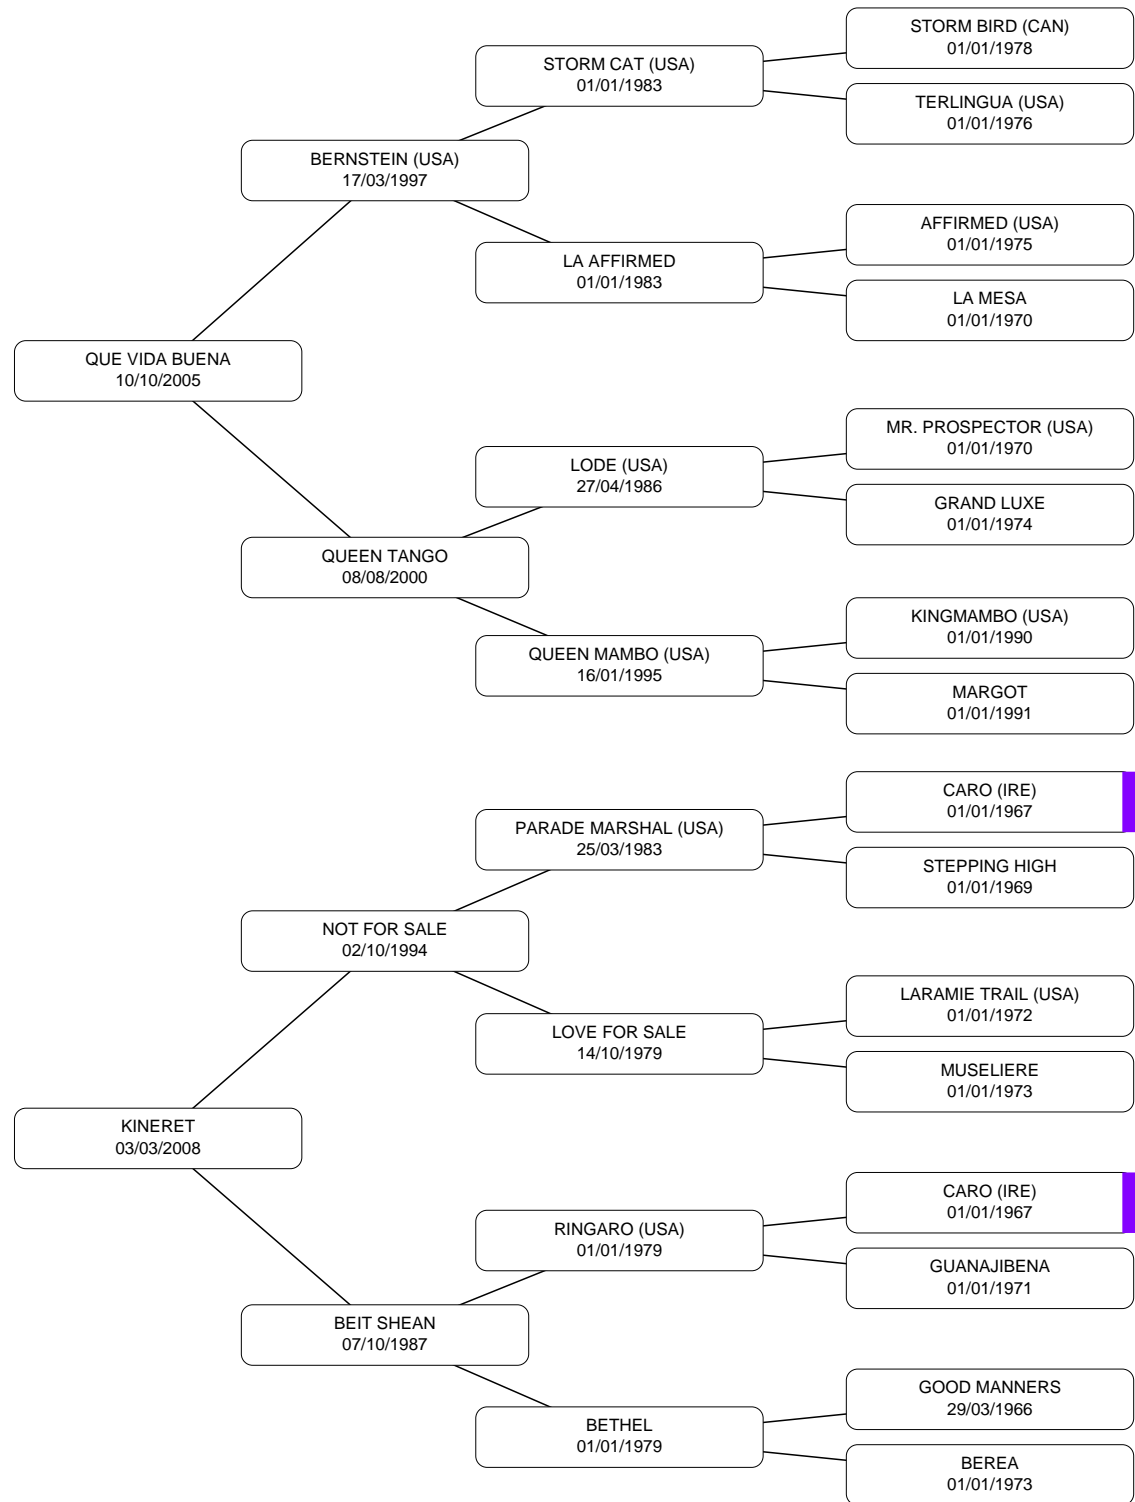 STORM BIRD (CAN)
01/01/1978
STORM CAT (USA)
01/01/1983
TERLINGUA (USA)
01/01/1976
BERNSTEIN (USA)
17/03/1997
AFFIRMED (USA)
01/01/1975
LA AFFIRMED
01/01/1983
LA MESA
01/01/1970
QUE VIDA BUENA
10/10/2005
MR. PROSPECTOR (USA)
01/01/1970
LODE (USA)
27/04/1986
GRAND LUXE
01/01/1974
QUEEN TANGO
08/08/2000
KINGMAMBO (USA)
01/01/1990
QUEEN MAMBO (USA)
16/01/1995
MARGOT
01/01/1991
CARO (IRE)
01/01/1967
PARADE MARSHAL (USA)
25/03/1983
STEPPING HIGH
01/01/1969
NOT FOR SALE
02/10/1994
LARAMIE TRAIL (USA)
01/01/1972
LOVE FOR SALE
14/10/1979
MUSELIERE
01/01/1973
KINERET
03/03/2008
CARO (IRE)
01/01/1967
RINGARO (USA)
01/01/1979
GUANAJIBENA
01/01/1971
BEIT SHEAN
07/10/1987
GOOD MANNERS
29/03/1966
BETHEL
01/01/1979
BEREA
01/01/1973